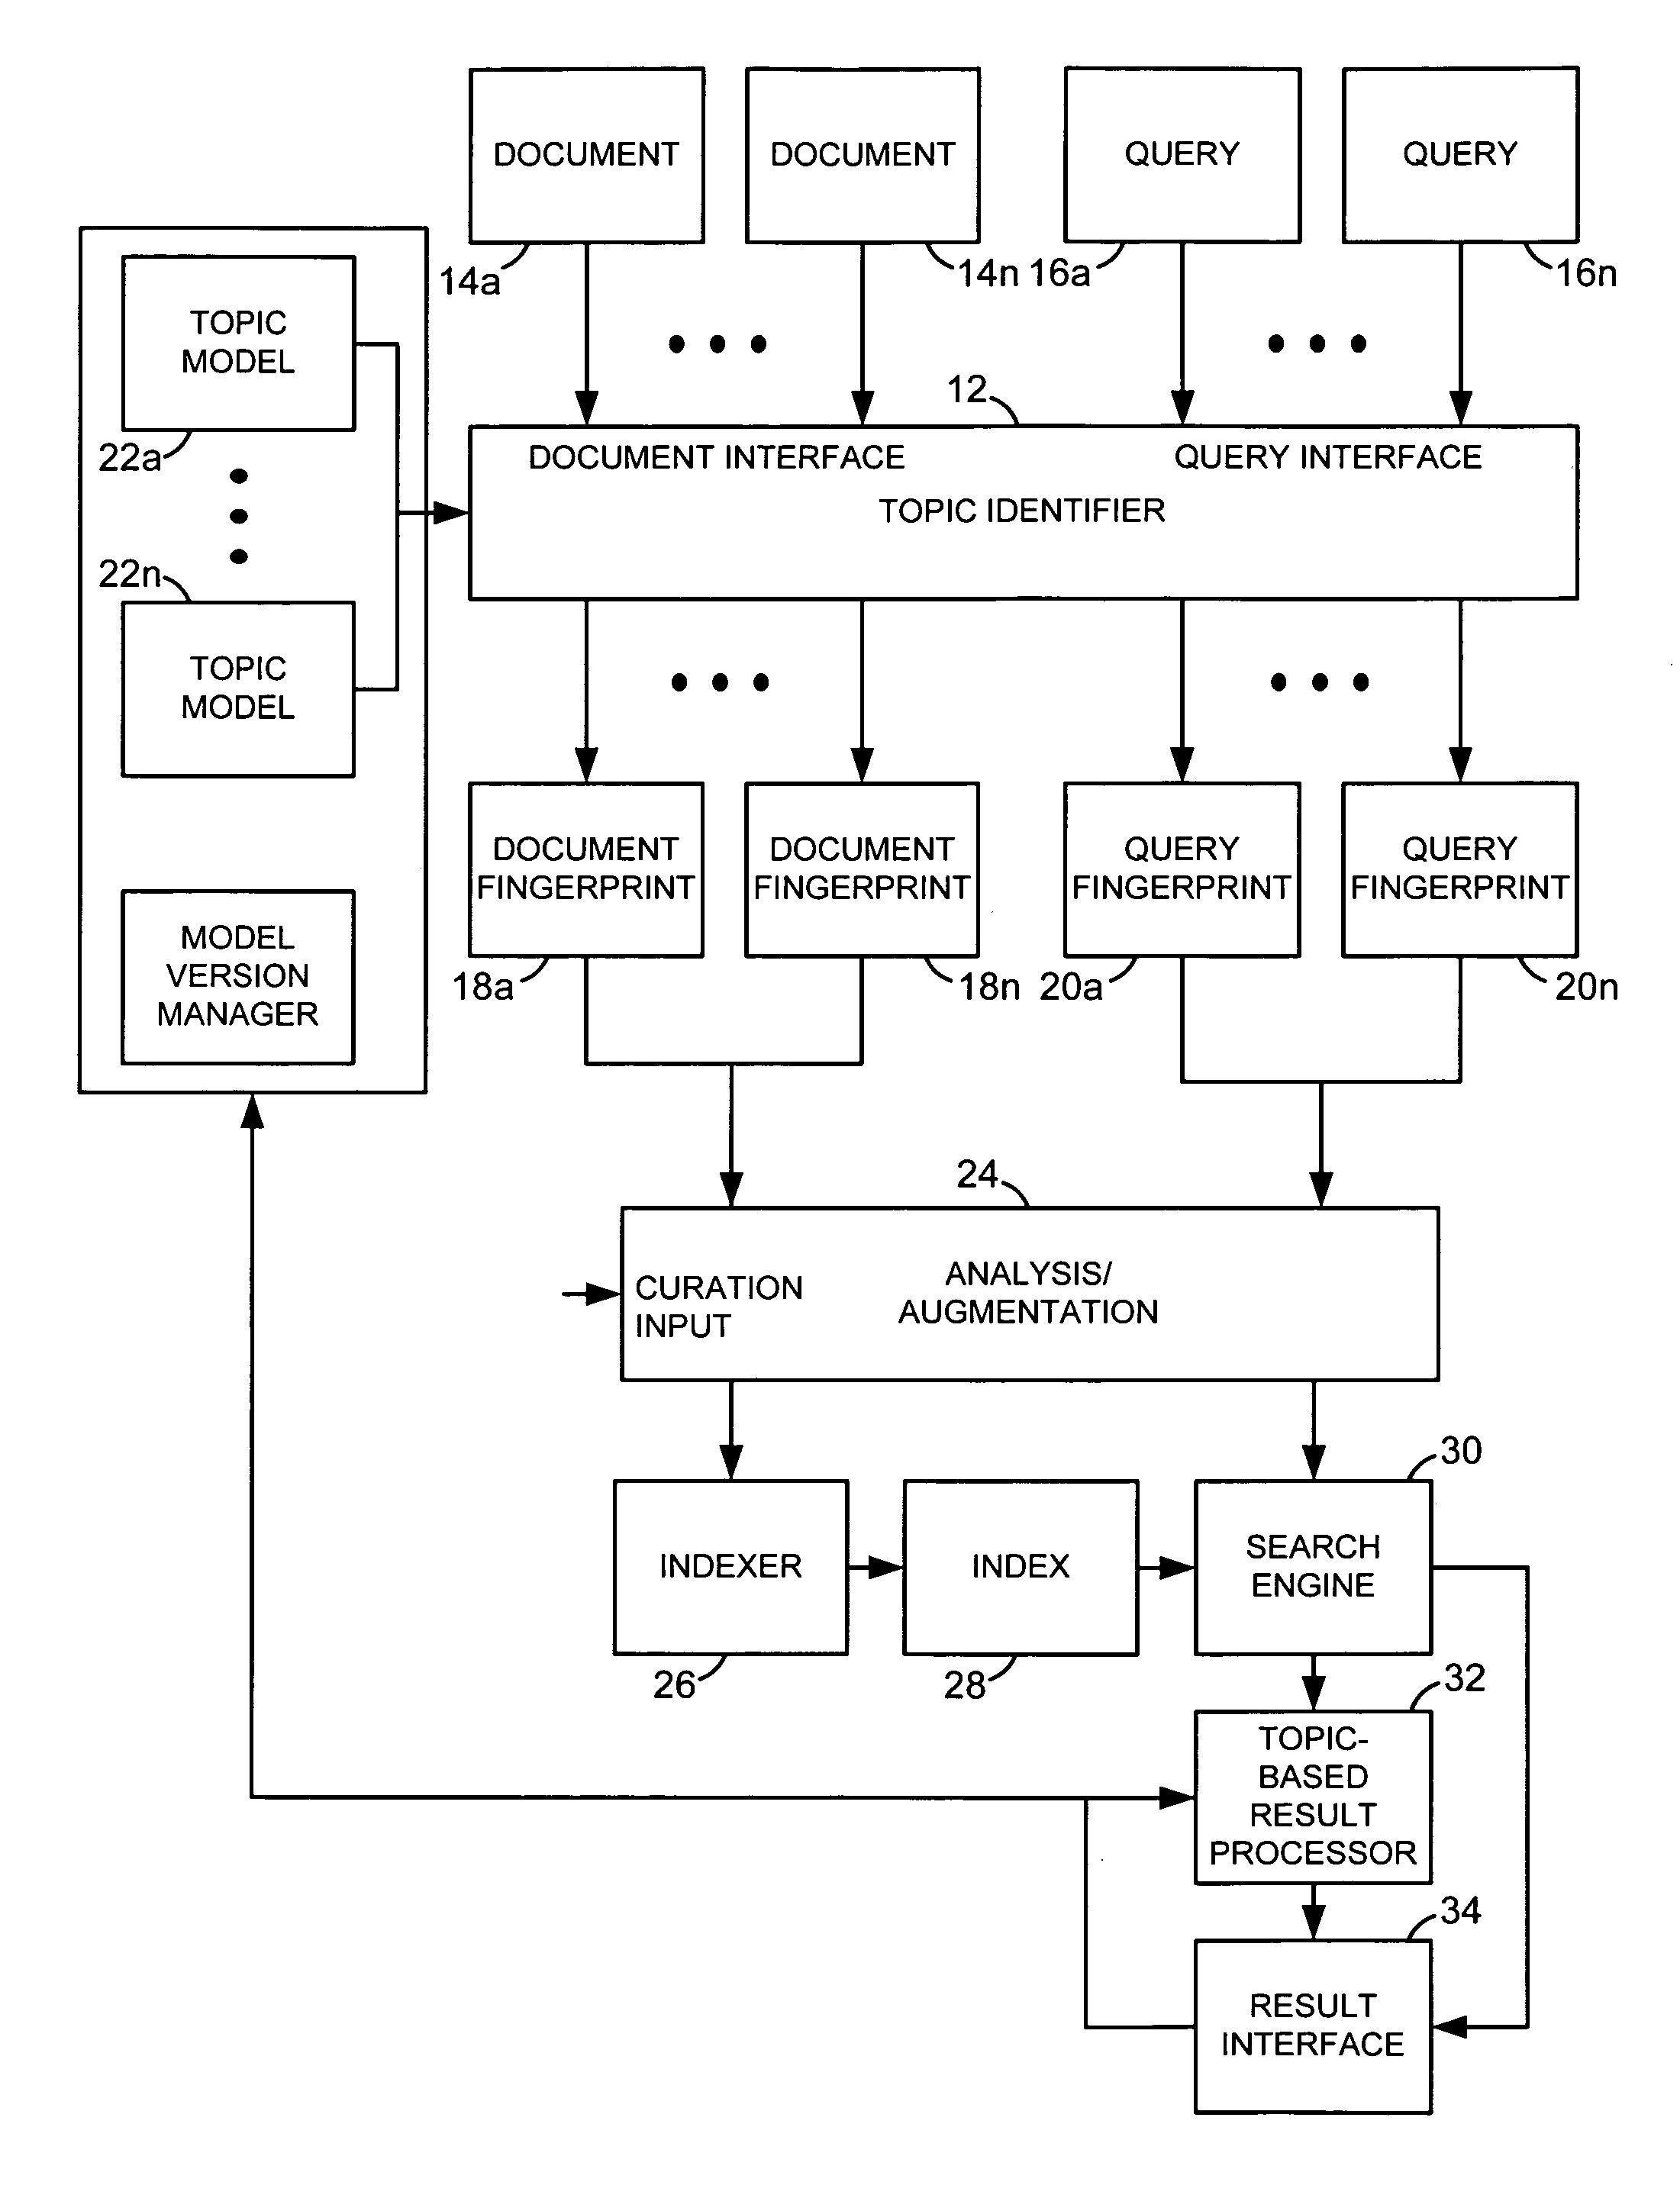 DOCUMENT
DOCUMENT
QUERY
QUERY
14a
14n
16a
16n
TOPIC
MODEL
22a
22n
TOPIC
MODEL
MODEL
VERSION
MANAGER
12
DOCUMENT INTERFACE
QUERY INTERFACE
TOPIC IDENTIFIER
DOCUMENT
FINGERPRINT
DOCUMENT
FINGERPRINT
QUERY
FINGERPRINT
QUERY
FINGERPRINT
18a
18n
20a
20n
24
CURATION
INPUT
ANALYSIS/
AUGMENTATION
INDEXER
26
INDEX
28
30
SEARCH
ENGINE
32
TOPIC-
BASED
RESULT
PROCESSOR
34
RESULT
INTERFACE